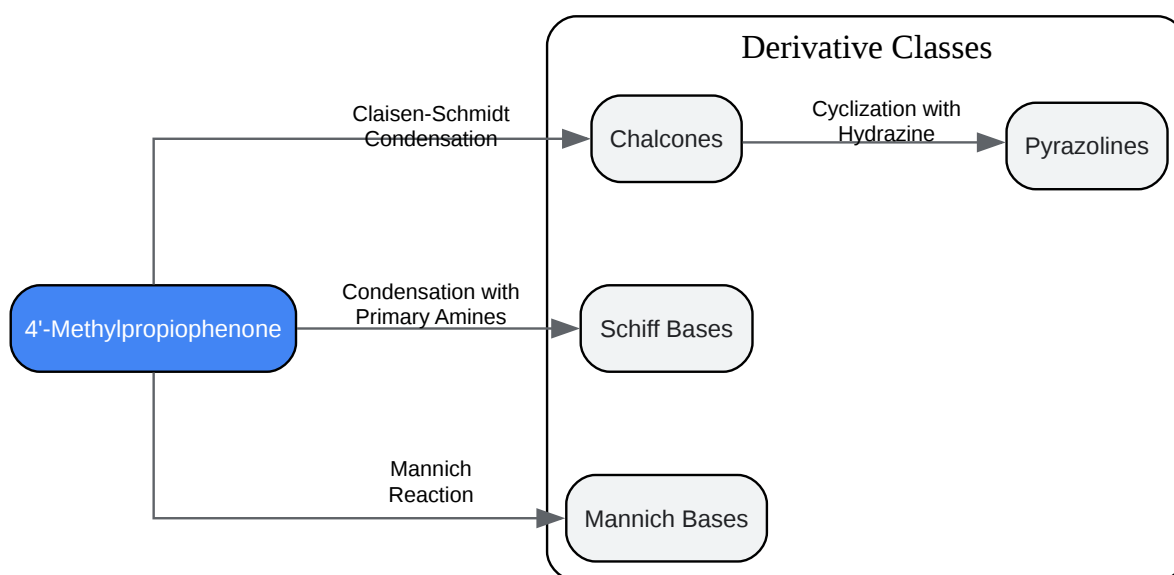 Derivative Classes
Claisen-Schmidt
Condensation
Chalcones
Cyclization with
Hydrazine
Pyrazolines
4'-Methylpropiophenone
Condensation with
Primary Amines
Schiff Bases
Mannich
Reaction
Mannich Bases